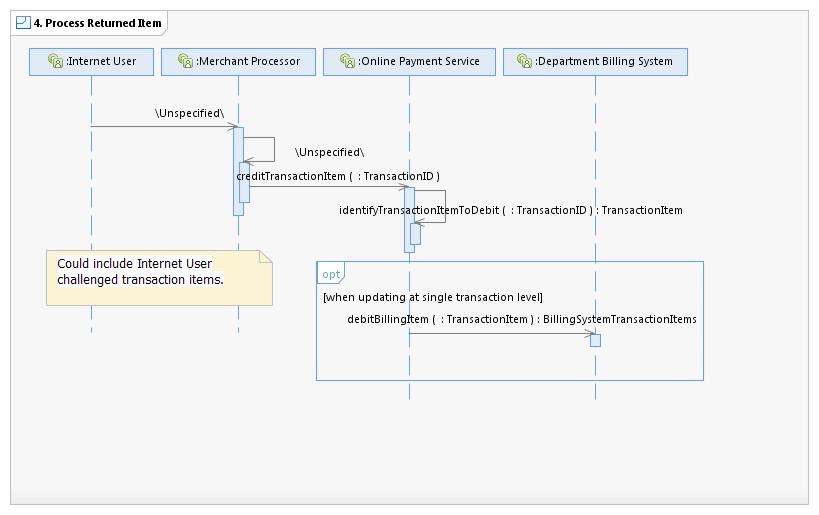 4. Process Returned Item
:Internet User
:Merchant Processor
:Online Payment Service
:Department Billing System
\Unspecified\
\Unspecified\
creditTransactionItem ( : TransactionID )
identifyTransactionItemToDebit ( : TransactionID ) : TransactionItem
Could include Internet User
challenged transaction items.
opt
[when updating at single transaction level]
debitBillingItem ( : TransactionItem ) : BillingSystemTransactionItems